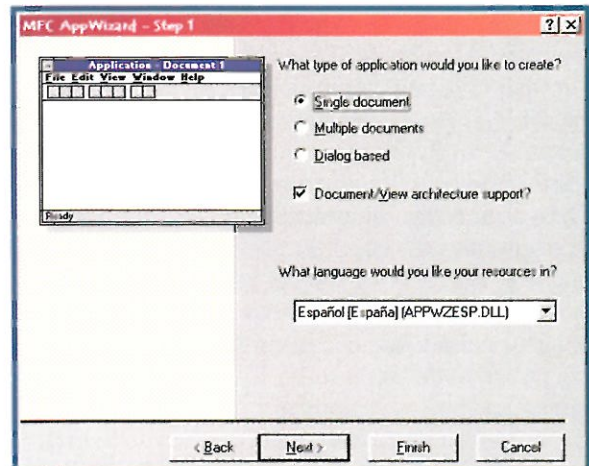 MFC AppWizard - Step 1
Application - Document 1
File Edit View Window Help
Ready
What type of application would you like to create?
Single document
Multiple documents
Dialog based
Document/View architecture support?
What language would you like your resources in?
Español [España] (APPWZESP.DLL)
< Back
Next >
Finish
Cancel